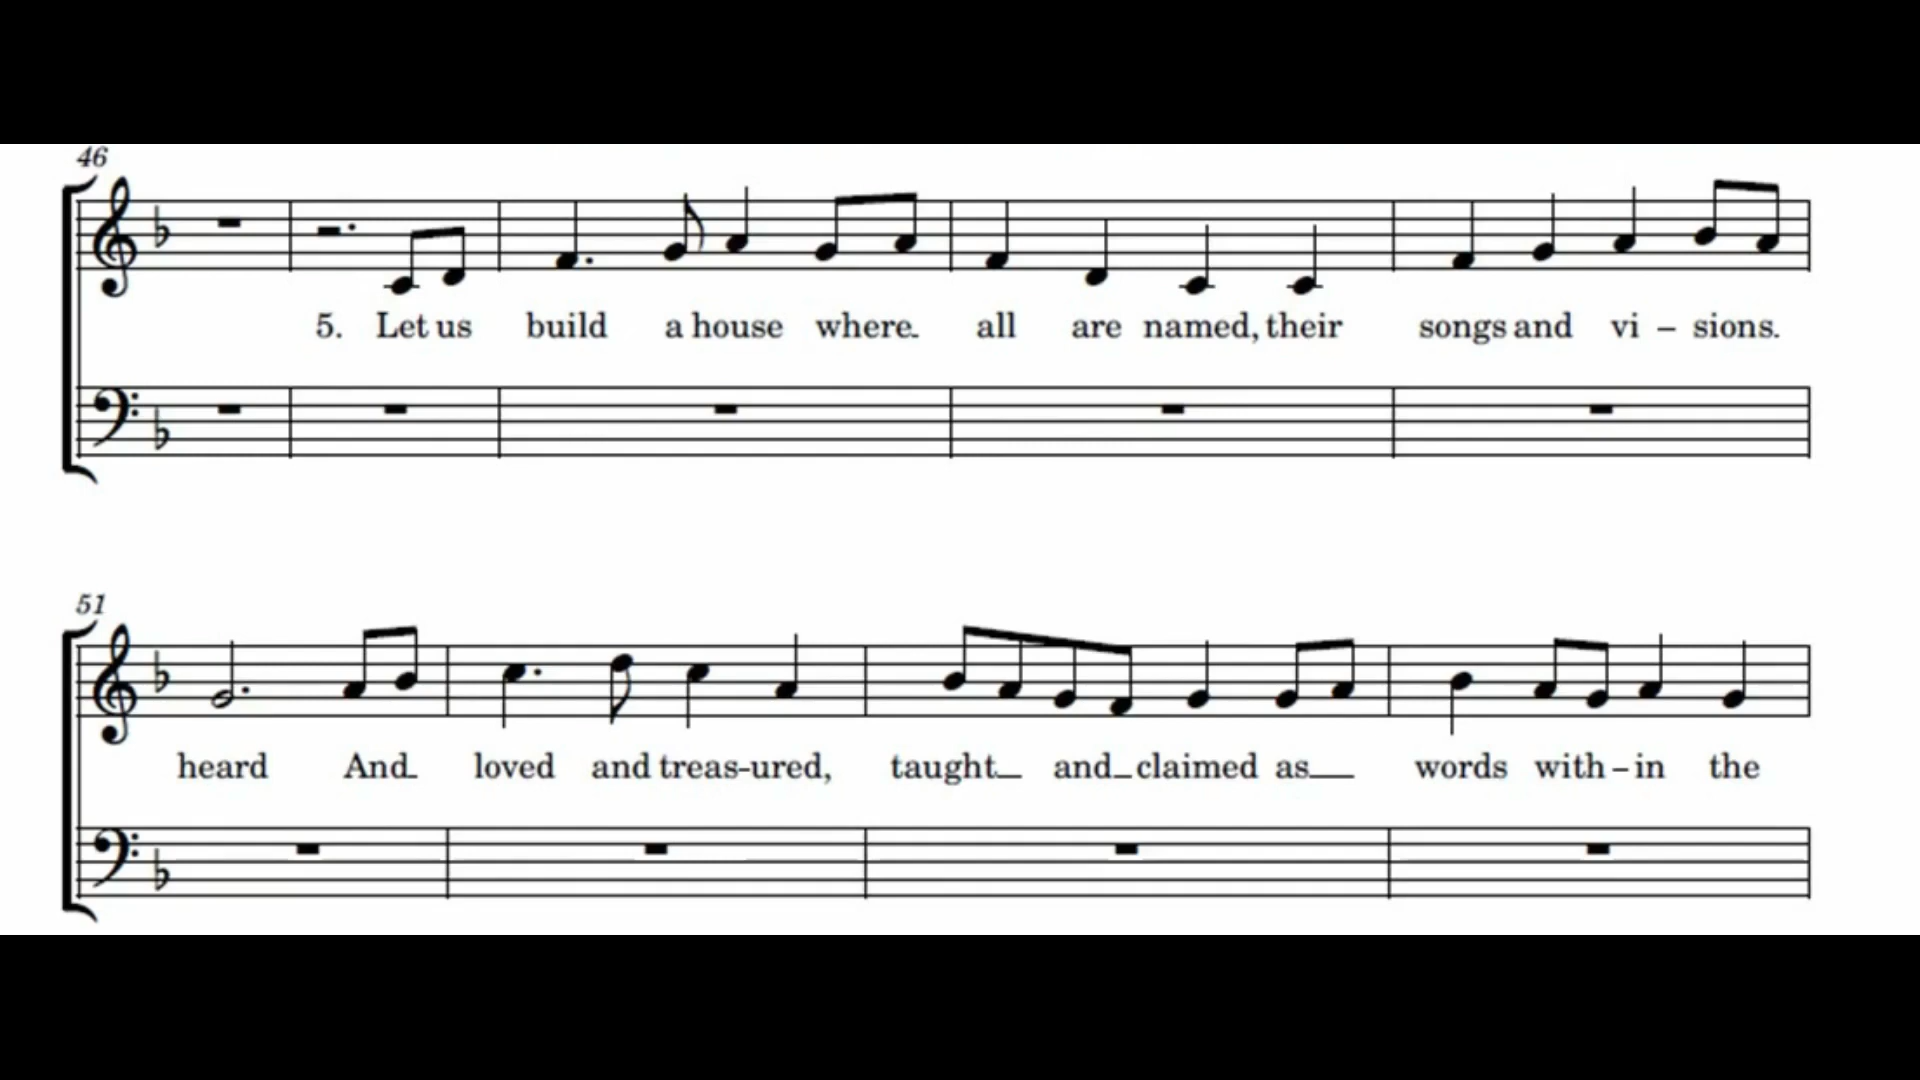 46
5. Let us build a house where all are named, their songs and vi – sions
51
heard And loved and treas-ured, taught and claimed as words with – in the